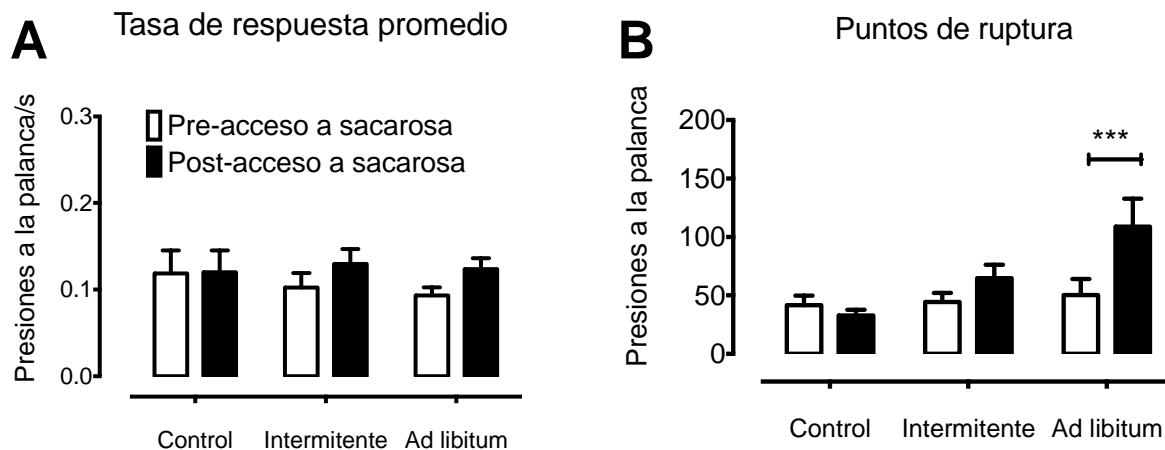 A
Tasa de respuesta promedio
Presiones a la palanca/s
0.3
0.2
0.1
0.0
Pre-acceso a sacarosa
Post-acceso a sacarosa
Control
Intermitente
Ad libitum
B
Puntos de ruptura
Presiones a la palanca
200
150
100
50
0
***
Control
Intermitente
Ad libitum